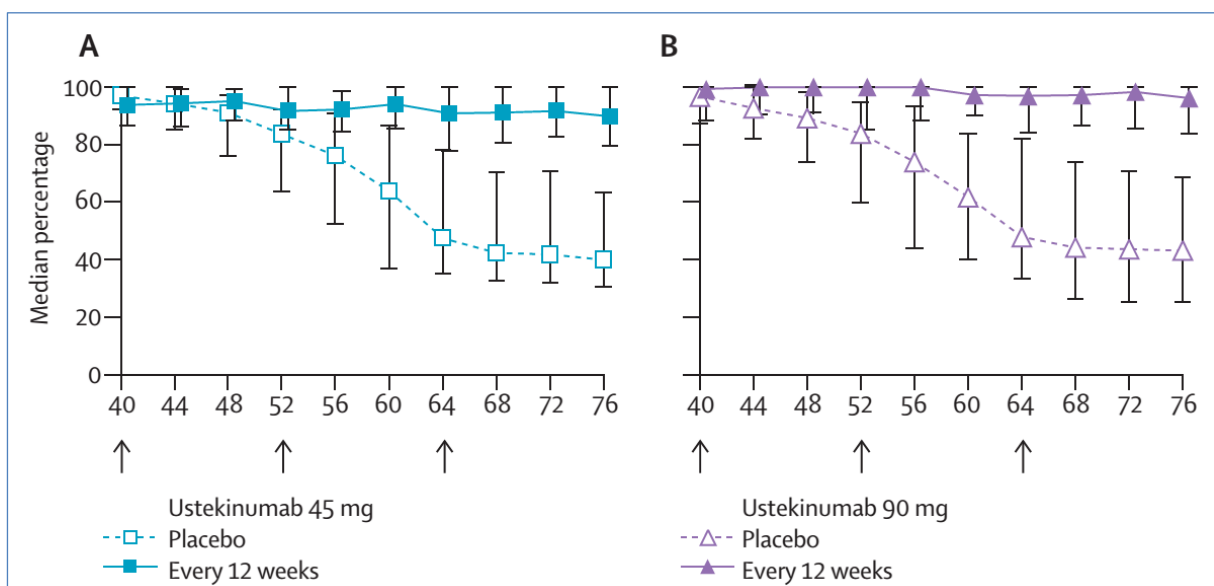 A
B
Median percentage
100
80
60
40
20
0
40 44 48 52 56 60 64 68 72 76
40 44 48 52 56 60 64 68 72 76
Ustekinumab 45 mg
Placebo
Every 12 weeks
Ustekinumab 90 mg
Placebo
Every 12 weeks